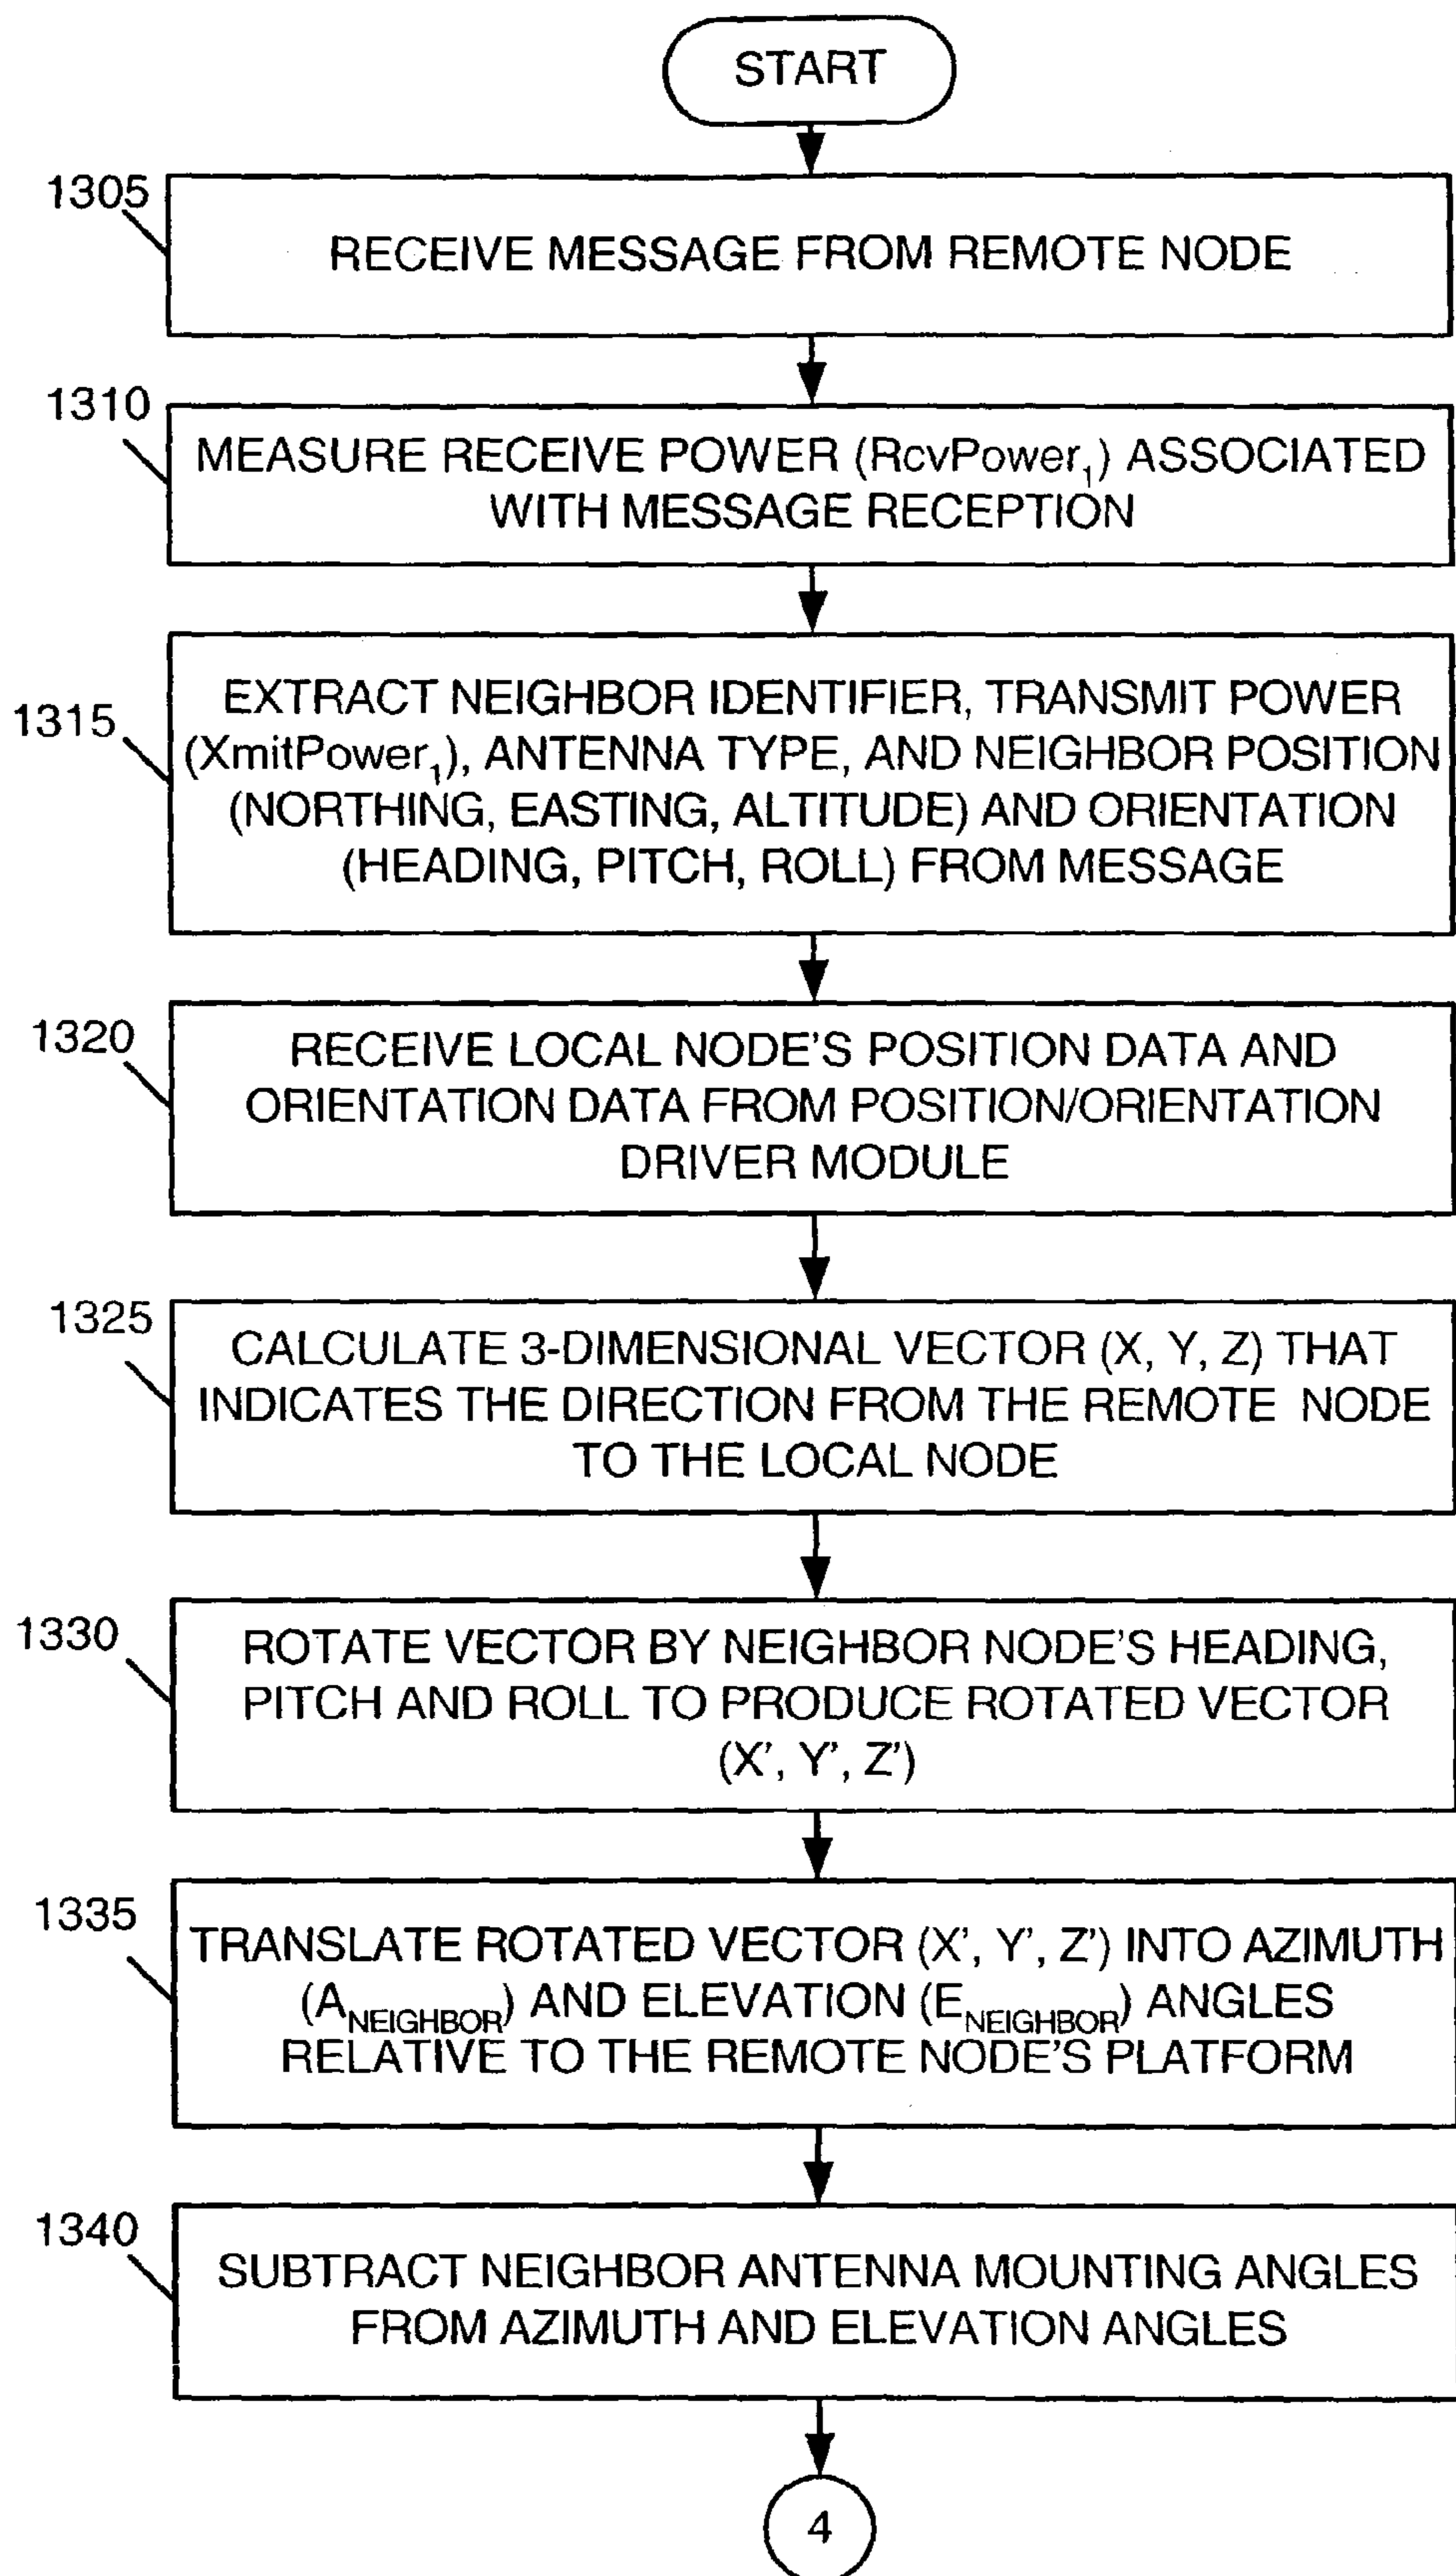 START
1305
RECEIVE MESSAGE FROM REMOTE NODE
1310
MEASURE RECEIVE POWER (RcvPower₁) ASSOCIATED
WITH MESSAGE RECEPTION
1315
EXTRACT NEIGHBOR IDENTIFIER, TRANSMIT POWER
(XmitPower₁), ANTENNA TYPE, AND NEIGHBOR POSITION
(NORTHING, EASTING, ALTITUDE) AND ORIENTATION
(HEADING, PITCH, ROLL) FROM MESSAGE
1320
RECEIVE LOCAL NODE'S POSITION DATA AND
ORIENTATION DATA FROM POSITION/ORIENTATION
DRIVER MODULE
1325
CALCULATE 3-DIMENSIONAL VECTOR (X, Y, Z) THAT
INDICATES THE DIRECTION FROM THE REMOTE NODE
TO THE LOCAL NODE
1330
ROTATE VECTOR BY NEIGHBOR NODE'S HEADING,
PITCH AND ROLL TO PRODUCE ROTATED VECTOR
(X', Y', Z')
1335
TRANSLATE ROTATED VECTOR (X', Y', Z') INTO AZIMUTH
(A_NEIGHBOR) AND ELEVATION (E_NEIGHBOR) ANGLES
RELATIVE TO THE REMOTE NODE'S PLATFORM
1340
SUBTRACT NEIGHBOR ANTENNA MOUNTING ANGLES
FROM AZIMUTH AND ELEVATION ANGLES
4